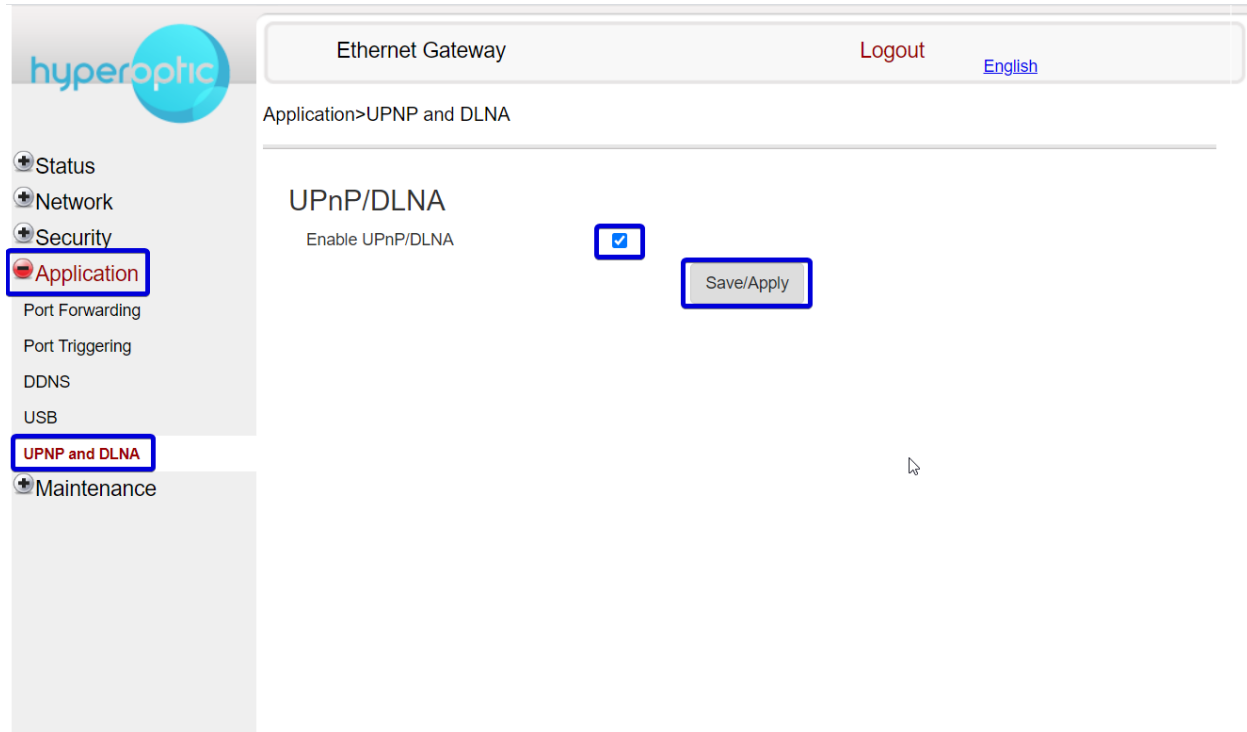 hyperoptic
Ethernet Gateway
Logout
English
Application>UPNP and DLNA
Status
Network
Security
Application
Port Forwarding
Port Triggering
DDNS
USB
UPNP and DLNA
Maintenance
UPnP/DLNA
Enable UPnP/DLNA
Save/Apply